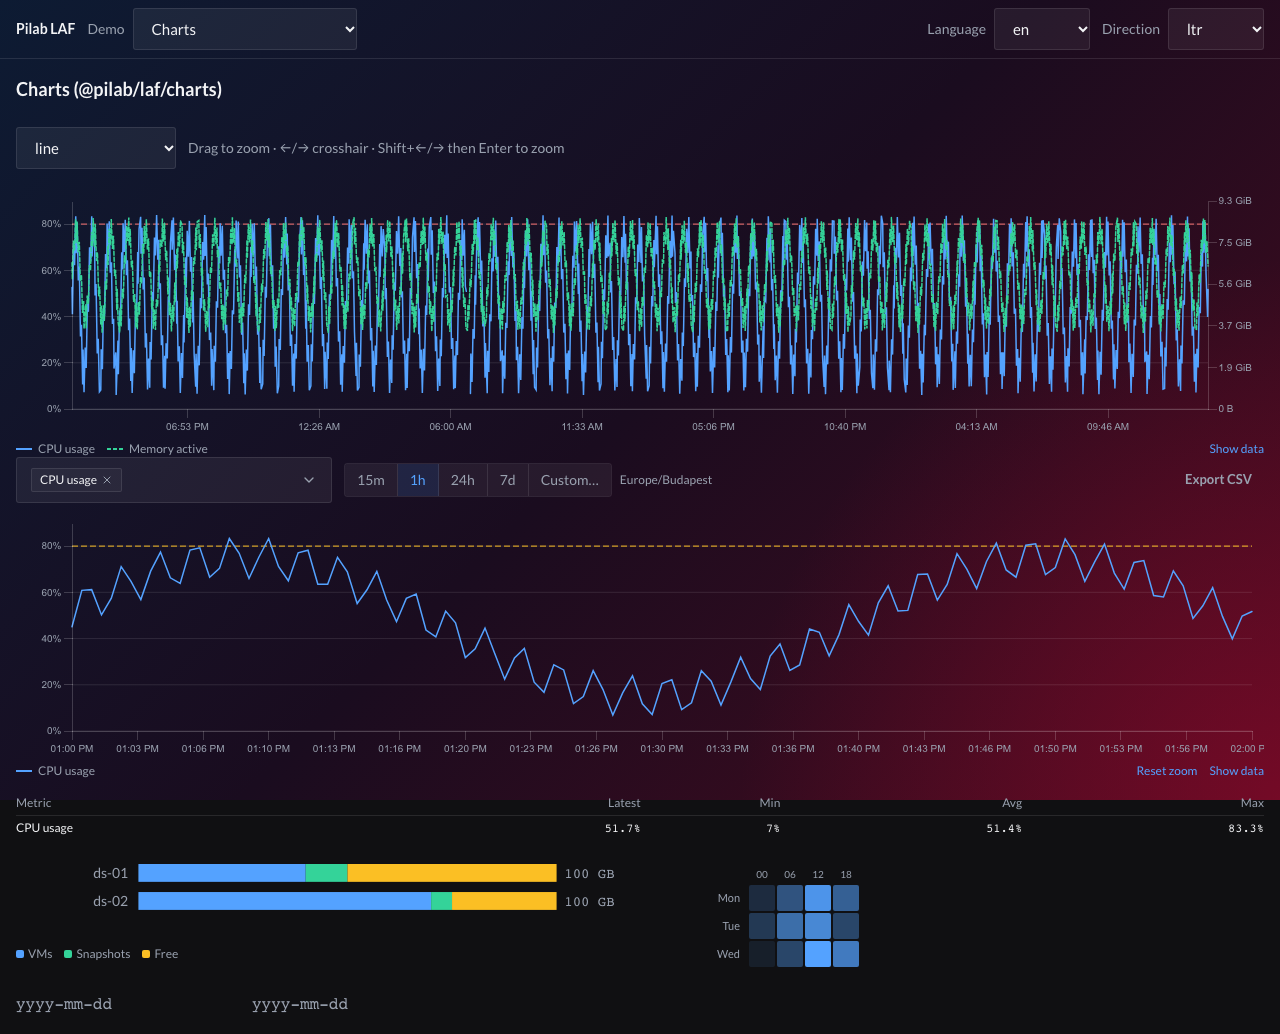 Pilab LAF Demo Charts Language en Direction ltr
Charts (@pilab/laf/charts)
line Drag to zoom · ←/→ crosshair · Shift+←/→ then Enter to zoom
9.3 GiB
80%
7.5 GiB
60%
5.6 GiB
40%
3.7 GiB
20%
1.9 GiB
0% 0 B
06:53 PM 12:26 AM 06:00 AM 11:33 AM 05:06 PM 10:40 PM 04:13 AM 09:46 AM
CPU usage Memory active Show data
CPU usage × 15m 1h 24h 7d Custom... Europe/Budapest Export CSV
80%
60%
40%
20%
0%
01:00 PM 01:03 PM 01:06 PM 01:10 PM 01:13 PM 01:16 PM 01:20 PM 01:23 PM 01:26 PM 01:30 PM 01:33 PM 01:36 PM 01:40 PM 01:43 PM 01:46 PM 01:50 PM 01:53 PM 01:56 PM 02:00 P
CPU usage Reset zoom Show data
Metric Latest Min Avg Max
CPU usage 51.7% 7% 51.4% 83.3%
ds-01 100 GB
ds-02 100 GB
VMs Snapshots Free
00 06 12 18
Mon
Tue
Wed
yyyy-mm-dd yyyy-mm-dd